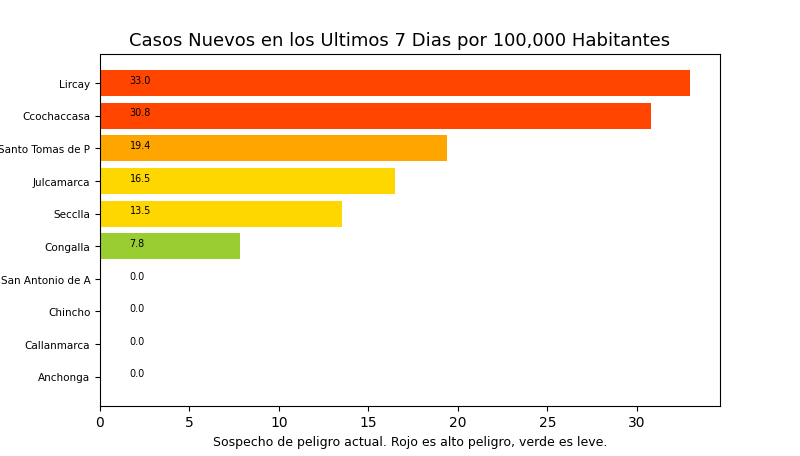 Casos Nuevos en los Ultimos 7 Dias por 100,000 Habitantes
Lircay 33.0
Ccochaccasa 30.8
Santo Tomas de P 19.4
Julcamarca 16.5
Secclla 13.5
Congalla 7.8
San Antonio de A 0.0
Chincho 0.0
Callanmarca 0.0
Anchonga 0.0
0 5 10 15 20 25 30
Sospecho de peligro actual. Rojo es alto peligro, verde es leve.